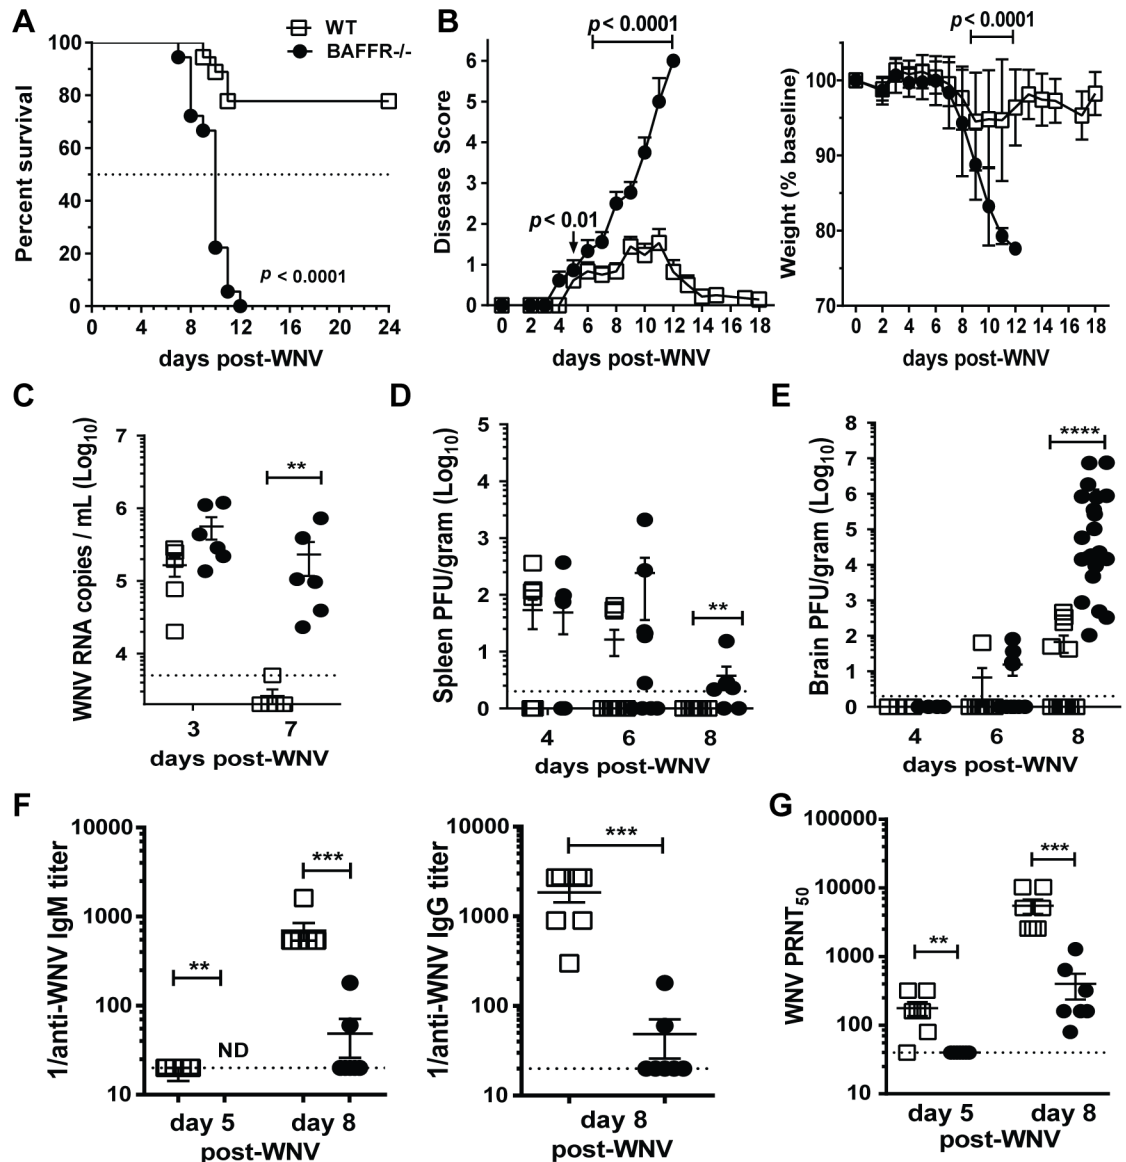 A
WT
BAFFR-/-
Percent survival
100
80
60
40
20
0
p < 0.0001
0 4 8 12 16 20 24
days post-WNV
B
p < 0.0001
Disease Score
6
5
4
3
2
1
0
p < 0.01
0 2 4 6 8 10 12 14 16 18
days post-WNV
p < 0.0001
Weight (% baseline)
100
90
80
70
0 2 4 6 8 10 12 14 16 18
days post-WNV
C
WNV RNA copies / mL (Log10)
7
6
5
4
**
3 7
days post-WNV
D
Spleen PFU/gram (Log10)
5
4
3
2
1
0
**
4 6 8
days post-WNV
E
Brain PFU/gram (Log10)
8
7
6
5
4
3
2
1
0
****
4 6 8
days post-WNV
F
1/anti-WNV IgM titer
10000
1000
100
10
**
ND
***
day 5 day 8
post-WNV
1/anti-WNV IgG titer
10000
1000
100
10
***
day 8
post-WNV
G
WNV PRNT50
100000
10000
1000
100
10
**
***
day 5 day 8
post-WNV